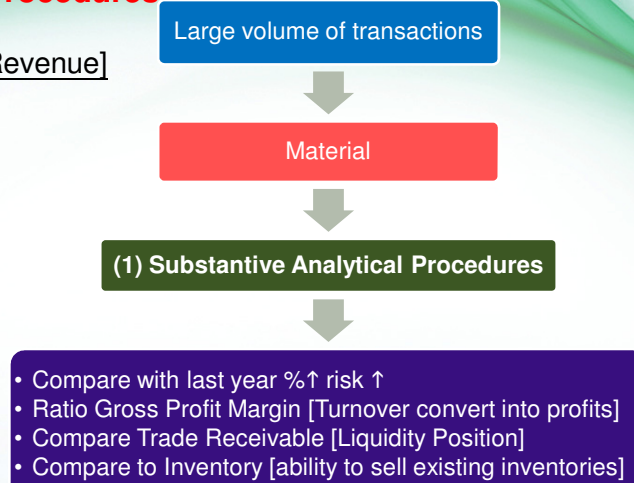 Large volume of transactions
Revenue]
Material
(1) Substantive Analytical Procedures
• Compare with last year %↑ risk ↑
• Ratio Gross Profit Margin [Turnover convert into profits]
• Compare Trade Receivable [Liquidity Position]
• Compare to Inventory [ability to sell existing inventories]